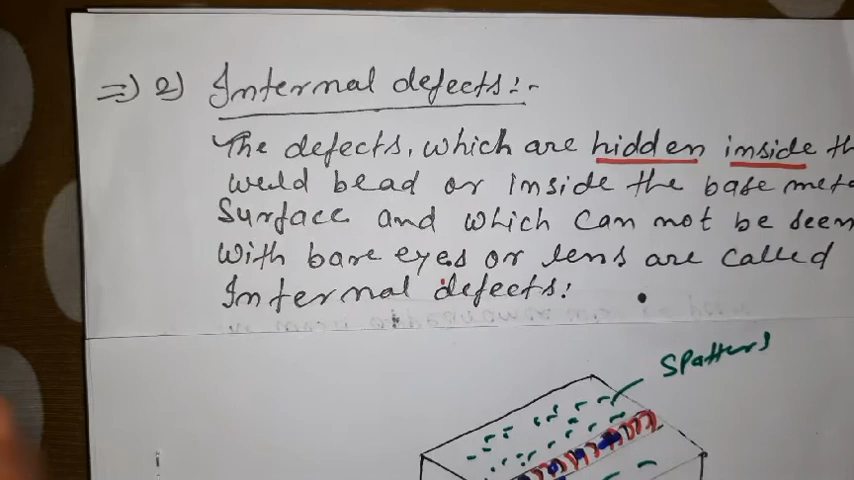 =) 2) Internal defects:-
The defects, which are hidden inside th
weld bead or inside the base meta
Surface and which can not be seen
with bare eyes or lens are called
Internal defects:
Spatters